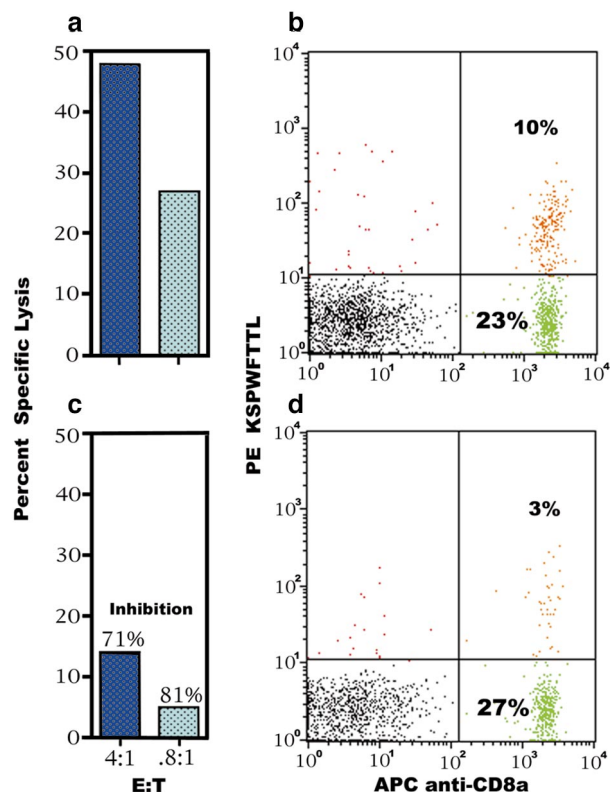 a
50
40
30
20
10
0
b
10⁴
10³
10²
10¹
10⁰
10%
23%
10⁰ 10¹ 10² 10³ 10⁴
Percent Specific Lysis
PE KSPWFTTL
c
50
40
30
20
10
0
Inhibition
71%
81%
4:1 .8:1
E:T
d
10⁴
10³
10²
10¹
10⁰
3%
27%
10⁰ 10¹ 10² 10³ 10⁴
APC anti-CD8a